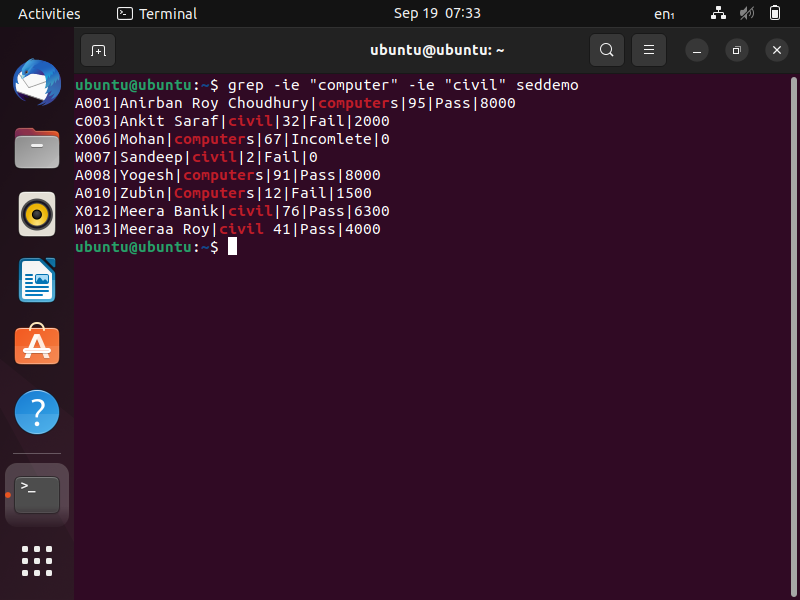 Activities Terminal Sep 19 07:33 en₁
ubuntu@ubuntu: ~
ubuntu@ubuntu:~$ grep -ie "computer" -ie "civil" seddemo
A001|Anirban Roy Choudhury|computers|95|Pass|8000
c003|Ankit Saraf|civil|32|Fail|2000
X006|Mohan|computers|67|Incomlete|0
W007|Sandeep|civil|2|Fail|0
A008|Yogesh|computers|91|Pass|8000
A010|Zubin|Computers|12|Fail|1500
X012|Meera Banik|civil|76|Pass|6300
W013|Meeraa Roy|civil 41|Pass|4000
ubuntu@ubuntu:~$